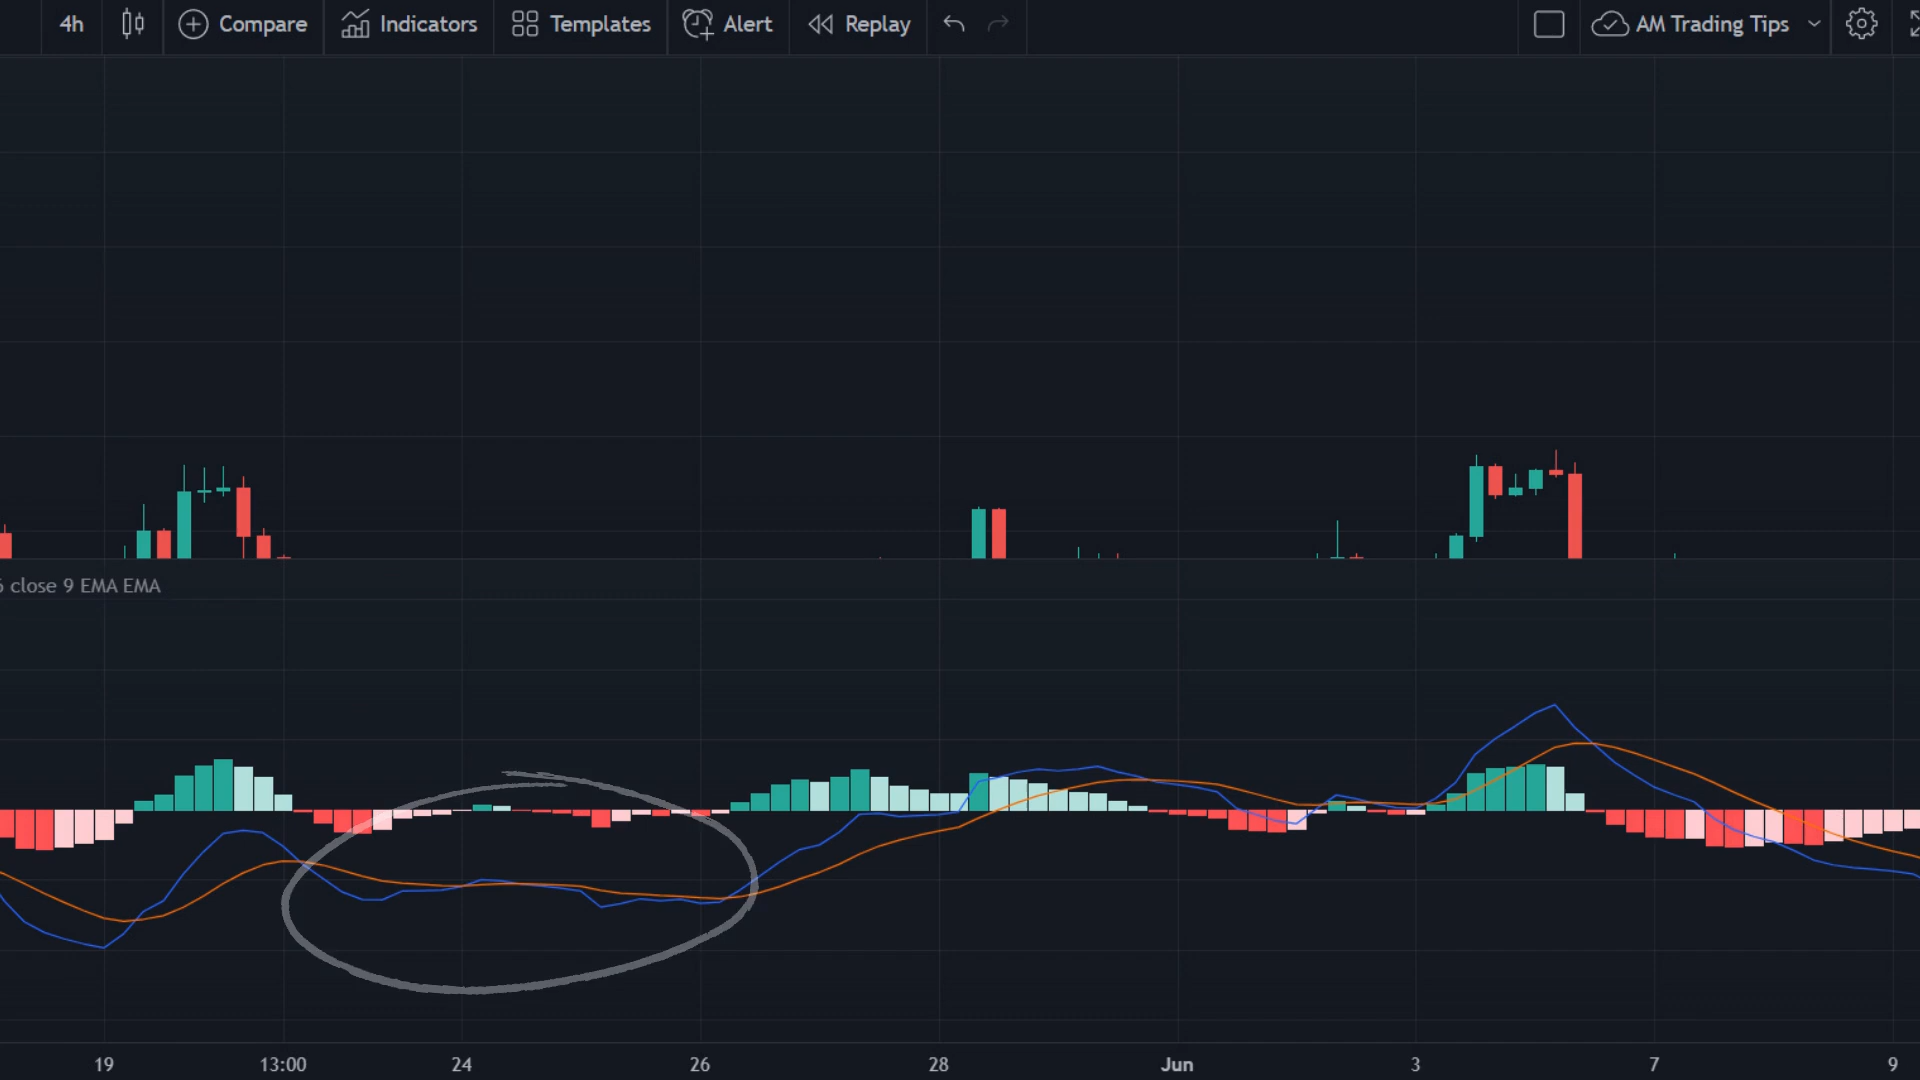 4h Compare Indicators Templates Alert Replay AM Trading Tips
6 close 9 EMA EMA
19 13:00 24 26 28 Jun 3 7 9